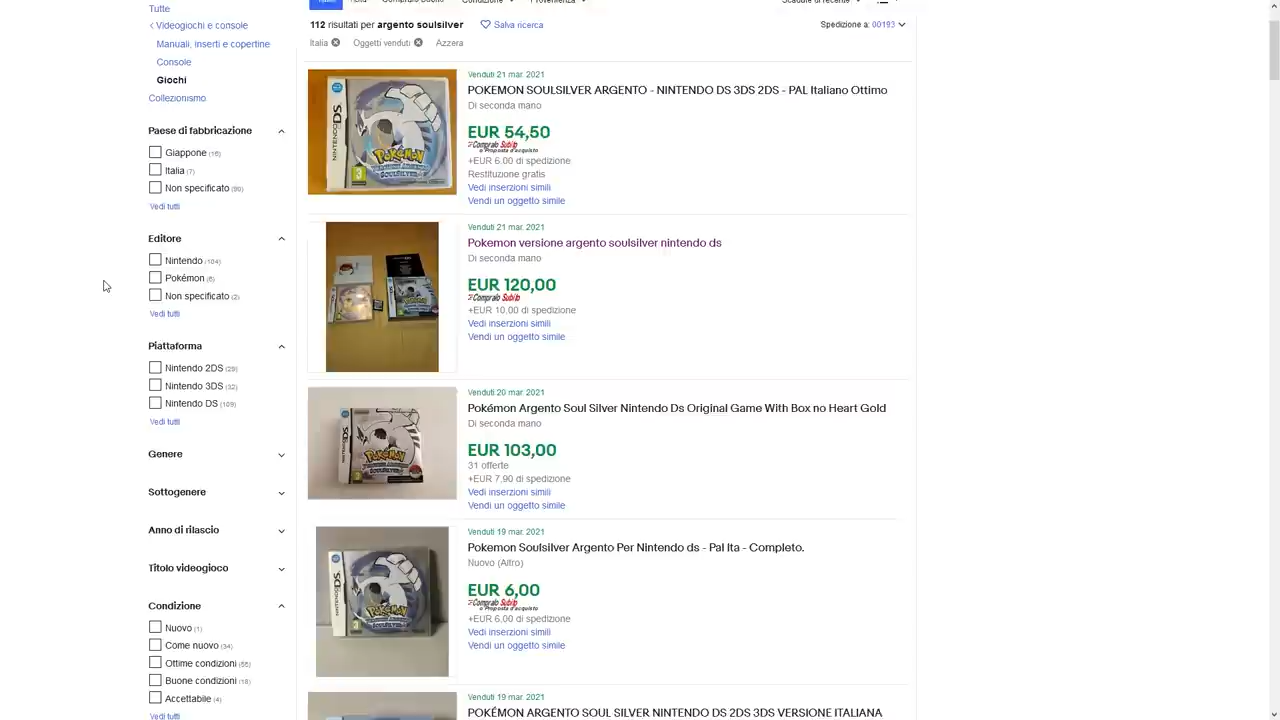 Tutte
Videogiochi e console
Manuali, inserti e copertine
Console
Giochi
Collezionismo
Paese di fabbricazione
Giappone (16)
Italia (7)
Non specificato (90)
Vedi tutti
Editore
Nintendo (104)
Pokémon (6)
Non specificato (2)
Vedi tutti
Piattaforma
Nintendo 2DS (29)
Nintendo 3DS (32)
Nintendo DS (109)
Vedi tutti
Genere
Sottogenere
Anno di rilascio
Titolo videogioco
Condizione
Nuovo (1)
Come nuovo (34)
Ottime condizioni (55)
Buone condizioni (18)
Accettabile (4)
Vedi tutti
112 risultati per argento soulsilver
Salva ricerca
Spedizione a: 00193
Italia
Oggetti venduti
Azzera
Venduti 21 mar. 2021
POKEMON SOULSILVER ARGENTO - NINTENDO DS 3DS 2DS - PAL Italiano Ottimo
Di seconda mano
EUR 54,50
Compralo Subito
o Proposta d'acquisto
+EUR 6,00 di spedizione
Restituzione gratis
Vedi inserzioni simili
Vendi un oggetto simile
Venduti 21 mar. 2021
Pokemon versione argento soulsilver nintendo ds
Di seconda mano
EUR 120,00
Compralo Subito
+EUR 10,00 di spedizione
Vedi inserzioni simili
Vendi un oggetto simile
Venduti 20 mar. 2021
Pokémon Argento Soul Silver Nintendo Ds Original Game With Box no Heart Gold
Di seconda mano
EUR 103,00
31 offerte
+EUR 7,90 di spedizione
Vedi inserzioni simili
Vendi un oggetto simile
Venduti 19 mar. 2021
Pokemon Soulsilver Argento Per Nintendo ds - Pal Ita - Completo.
Nuovo (Altro)
EUR 6,00
Compralo Subito
o Proposta d'acquisto
+EUR 6,00 di spedizione
Vedi inserzioni simili
Vendi un oggetto simile
Venduti 19 mar. 2021
POKÉMON ARGENTO SOUL SILVER NINTENDO DS 2DS 3DS VERSIONE ITALIANA